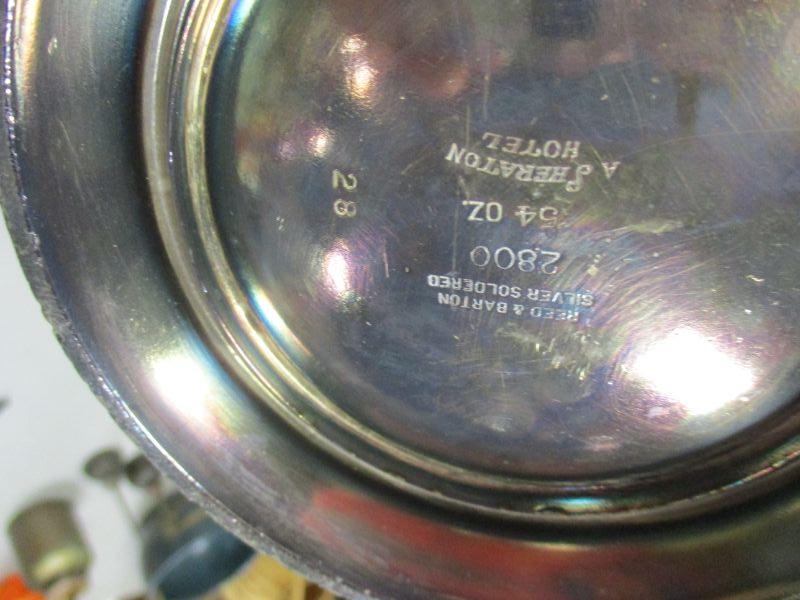 REED & BARTON
SILVER SOLDERED
2800
54 OZ.
A SHERATON
HOTEL
28